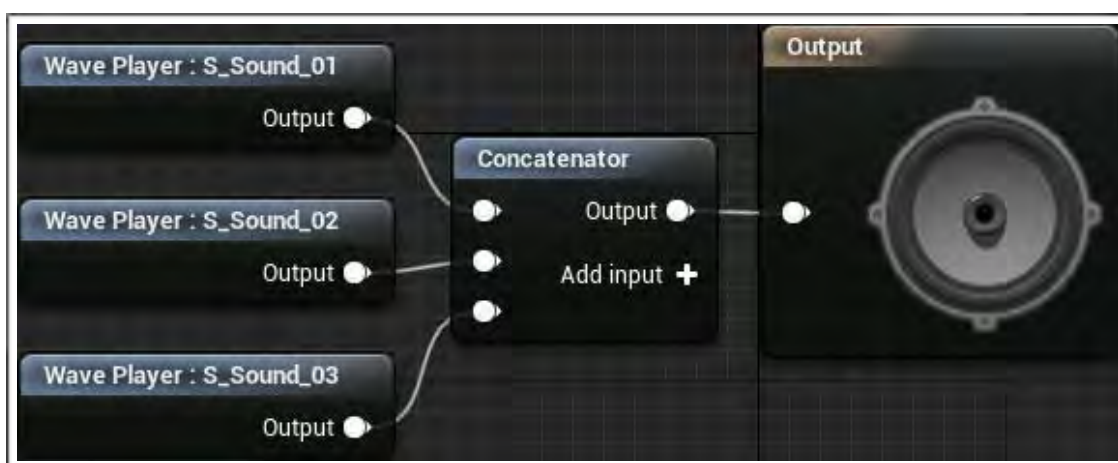 Wave Player : S_Sound_01
Output
Wave Player : S_Sound_02
Output
Wave Player : S_Sound_03
Output
Concatenator
Output
Add input +
Output